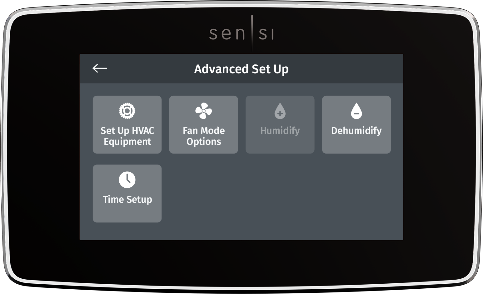 sensi
Advanced Set Up
Set Up HVAC
Equipment
Fan Mode
Options
Humidify
Dehumidify
Time Setup